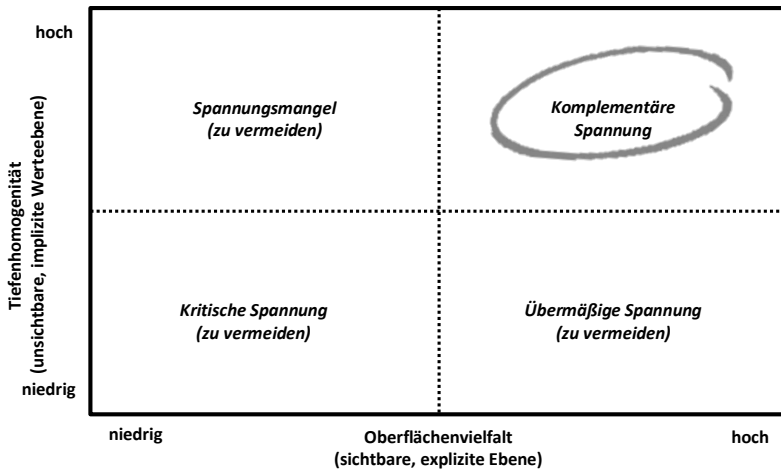 hoch
Spannungsmangel
(zu vermeiden)
Komplementäre
Spannung
Tiefenhomogenität
(unsichtbare, implizite Werteebene)
Kritische Spannung
(zu vermeiden)
Übermäßige Spannung
(zu vermeiden)
niedrig
niedrig
Oberflächenvielfalt
(sichtbare, explizite Ebene)
hoch